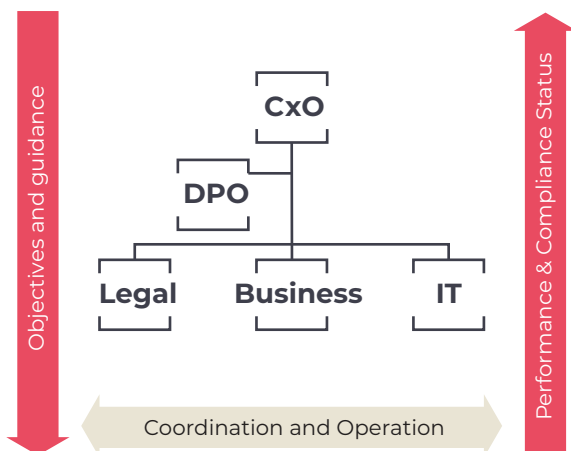 Objectives and guidance
CxO
DPO
Legal
Business
IT
Coordination and Operation
Performance & Compliance Status